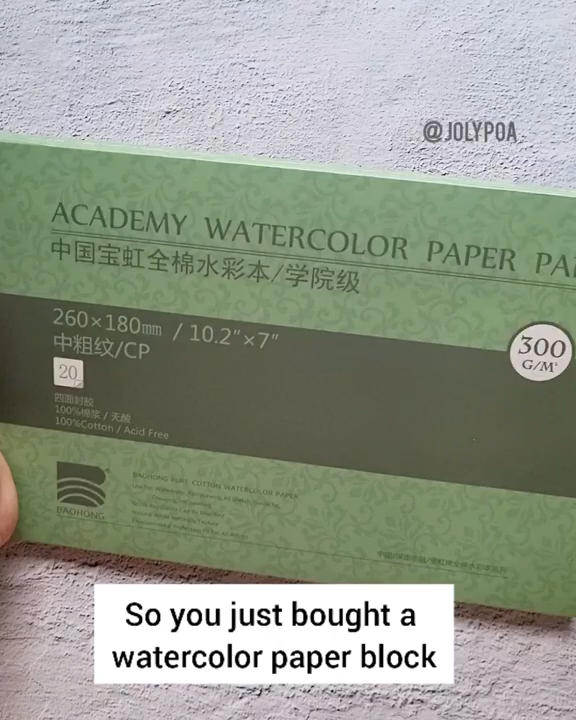 @JOLYPOA
ACADEMY WATERCOLOR PAPER PA
中国宝虹全棉水彩本/学院级
260×180mm / 10.2"×7"
中粗纹/CP
300
G/M²
20
四面封胶
100%棉浆 / 无酸
100%Cotton / Acid Free
BAOHONG
BAOHONG PURE COTTON WATERCOLOR PAPER
So you just bought a
watercolor paper block